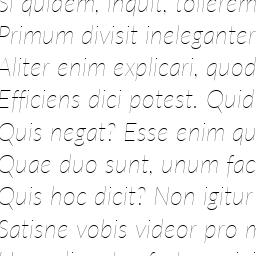 Si quidem, inquit, tollerem
Primum divisit ineleganter
Aliter enim explicari, quod
Efficiens dici potest. Quid
Quis negat? Esse enim qu
Quae duo sunt, unum fac
Quis hoc dicit? Non igitur
Satisne vobis videor pro m